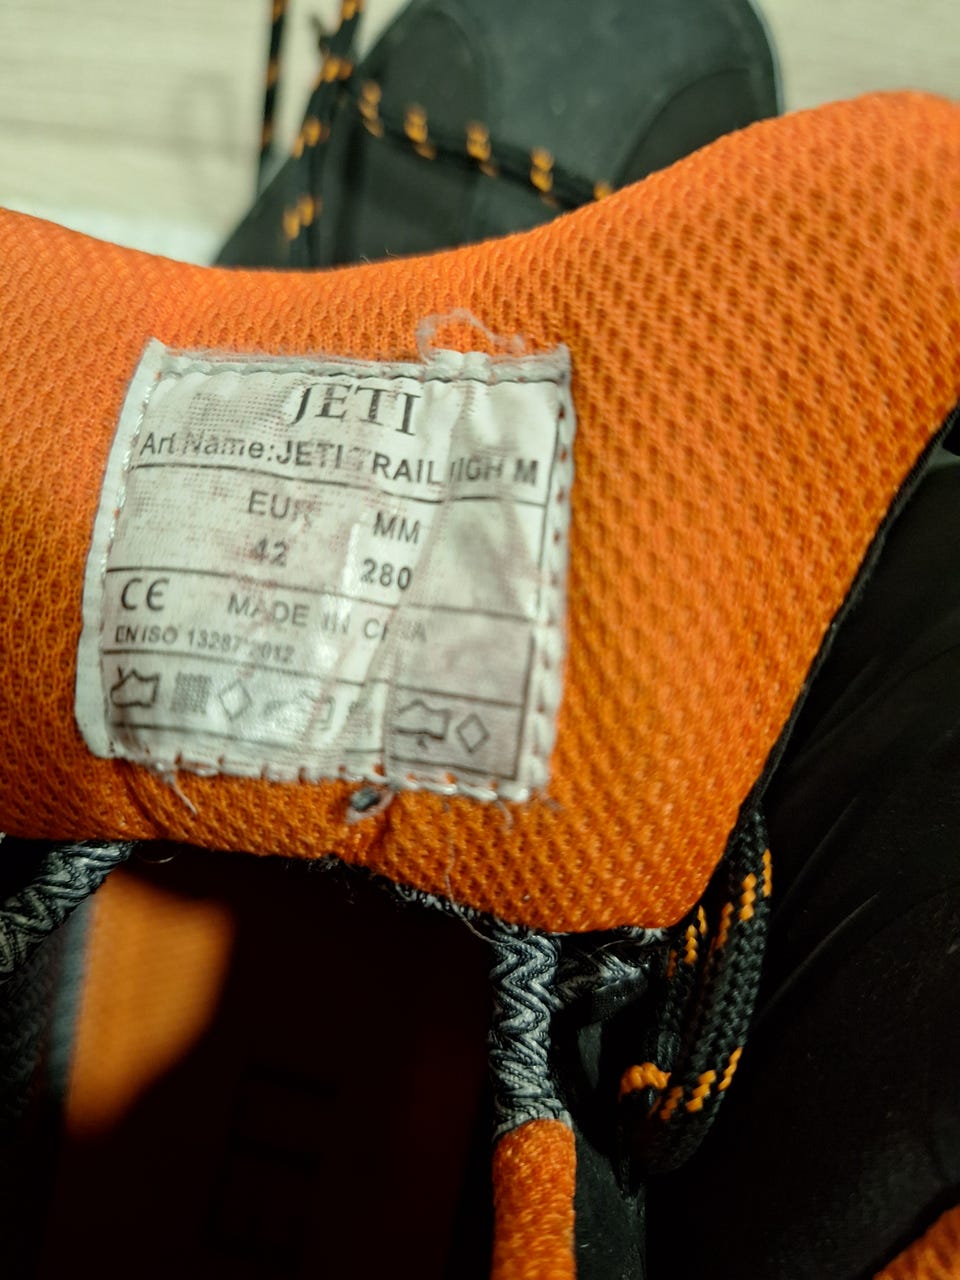 JETI
Art Name:JETI TRAIL HIGH M
EUR MM
42 280
CE MADE IN CHINA
EN ISO 13287:2012